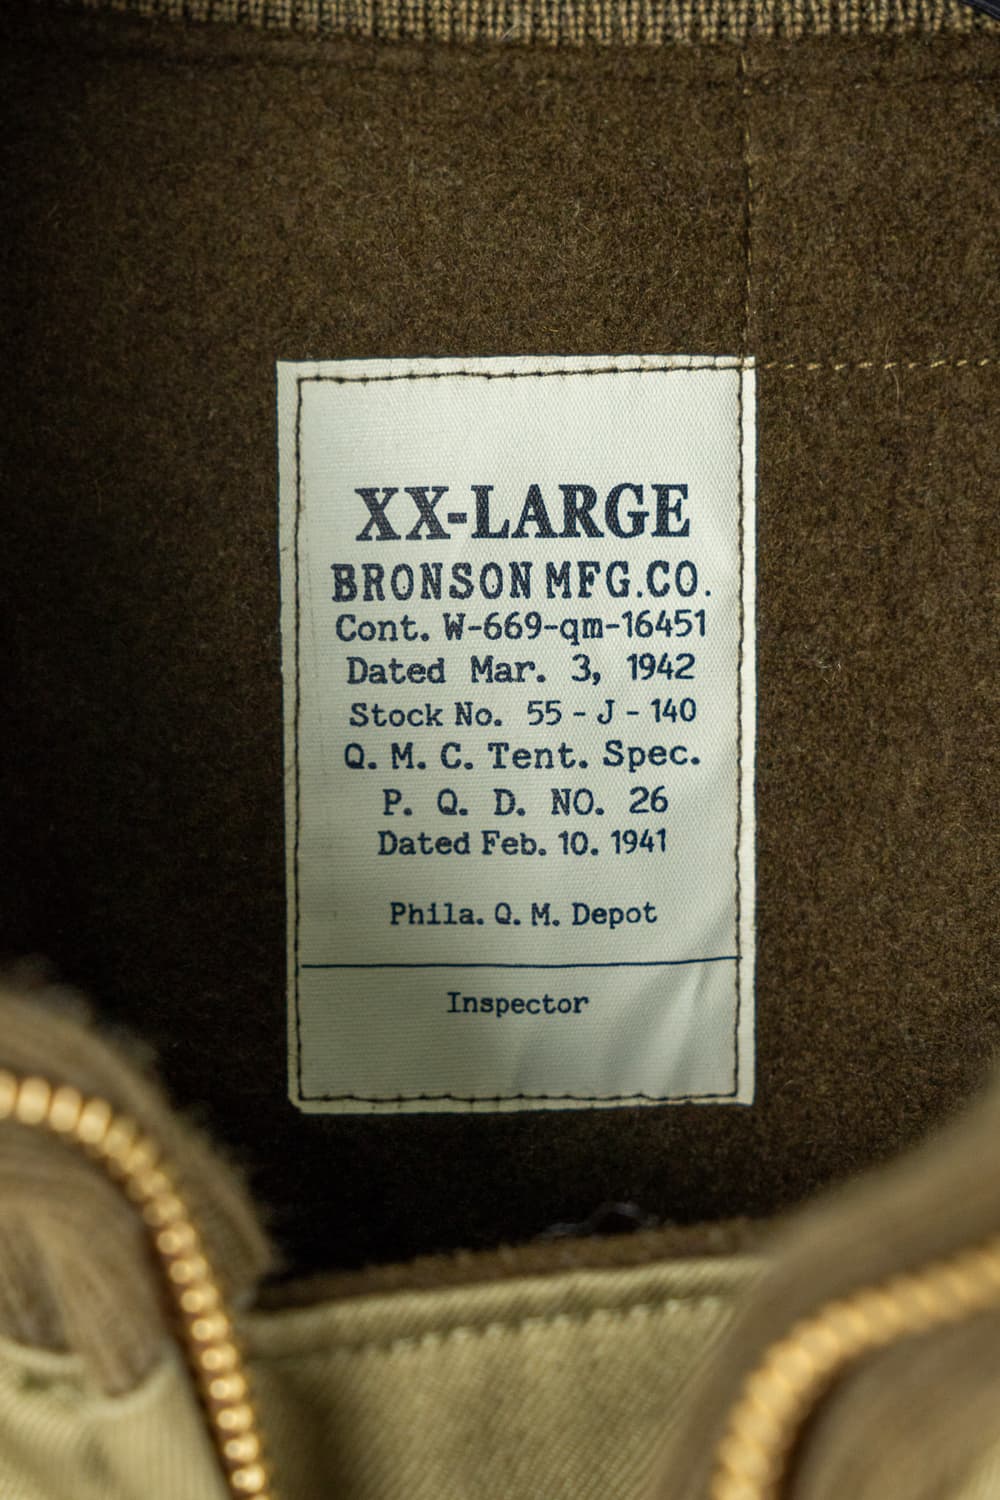 XX-LARGE
BRONSON MFG.CO.
Cont. W-669-qm-16451
Dated Mar. 3, 1942
Stock No. 55 - J - 140
Q. M. C. Tent. Spec.
P. Q. D. NO. 26
Dated Feb. 10. 1941
Phila. Q. M. Depot
Inspector